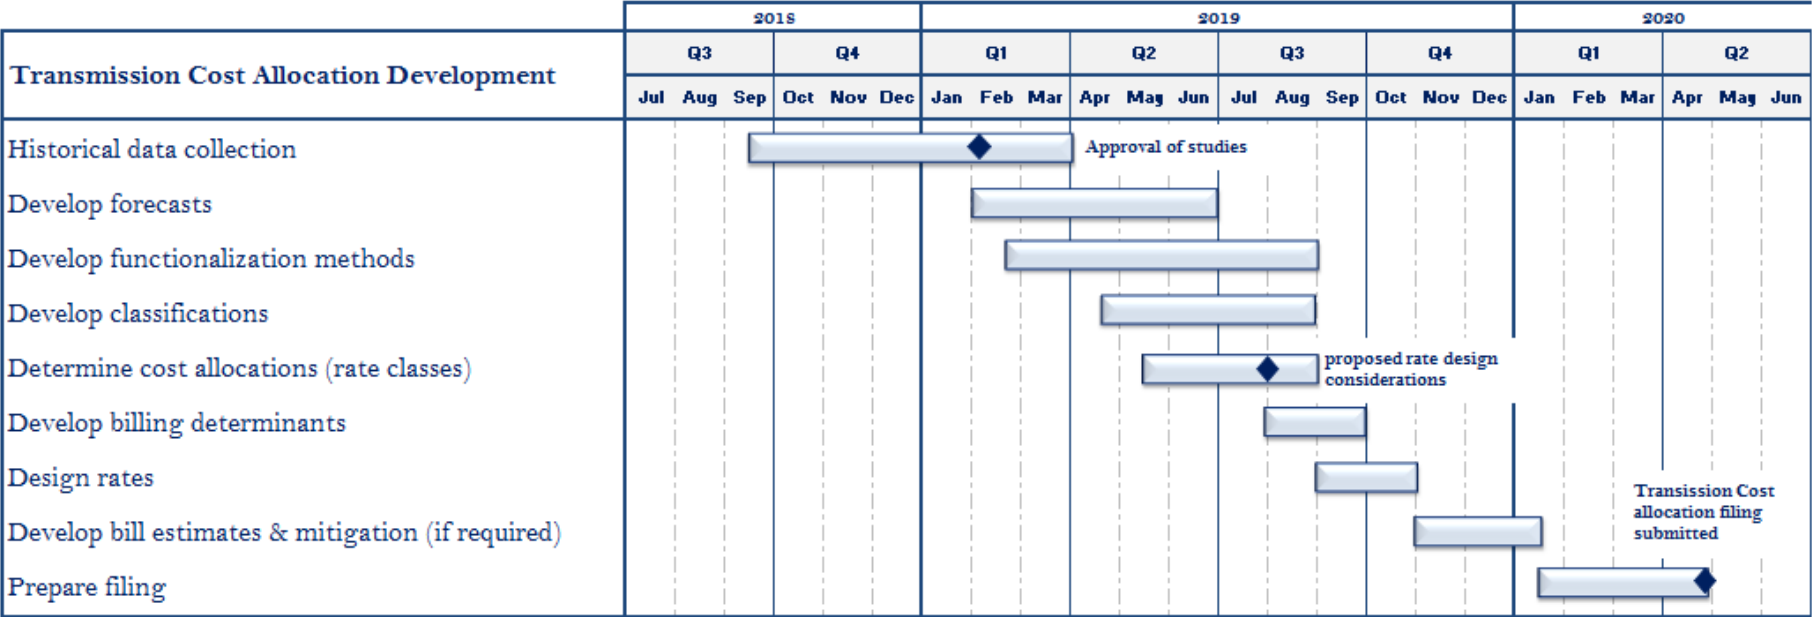 2018 2019 2020
Transmission Cost Allocation Development
Q3 Q4 Q1 Q2 Q3 Q4 Q1 Q2
Jul Aug Sep Oct Nov Dec Jan Feb Mar Apr May Jun Jul Aug Sep Oct Nov Dec Jan Feb Mar Apr May Jun
Historical data collection
Approval of studies
Develop forecasts
Develop functionalization methods
Develop classifications
Determine cost allocations (rate classes)
proposed rate design
considerations
Develop billing determinants
Design rates
Transission Cost
allocation filing
submitted
Develop bill estimates & mitigation (if required)
Prepare filing